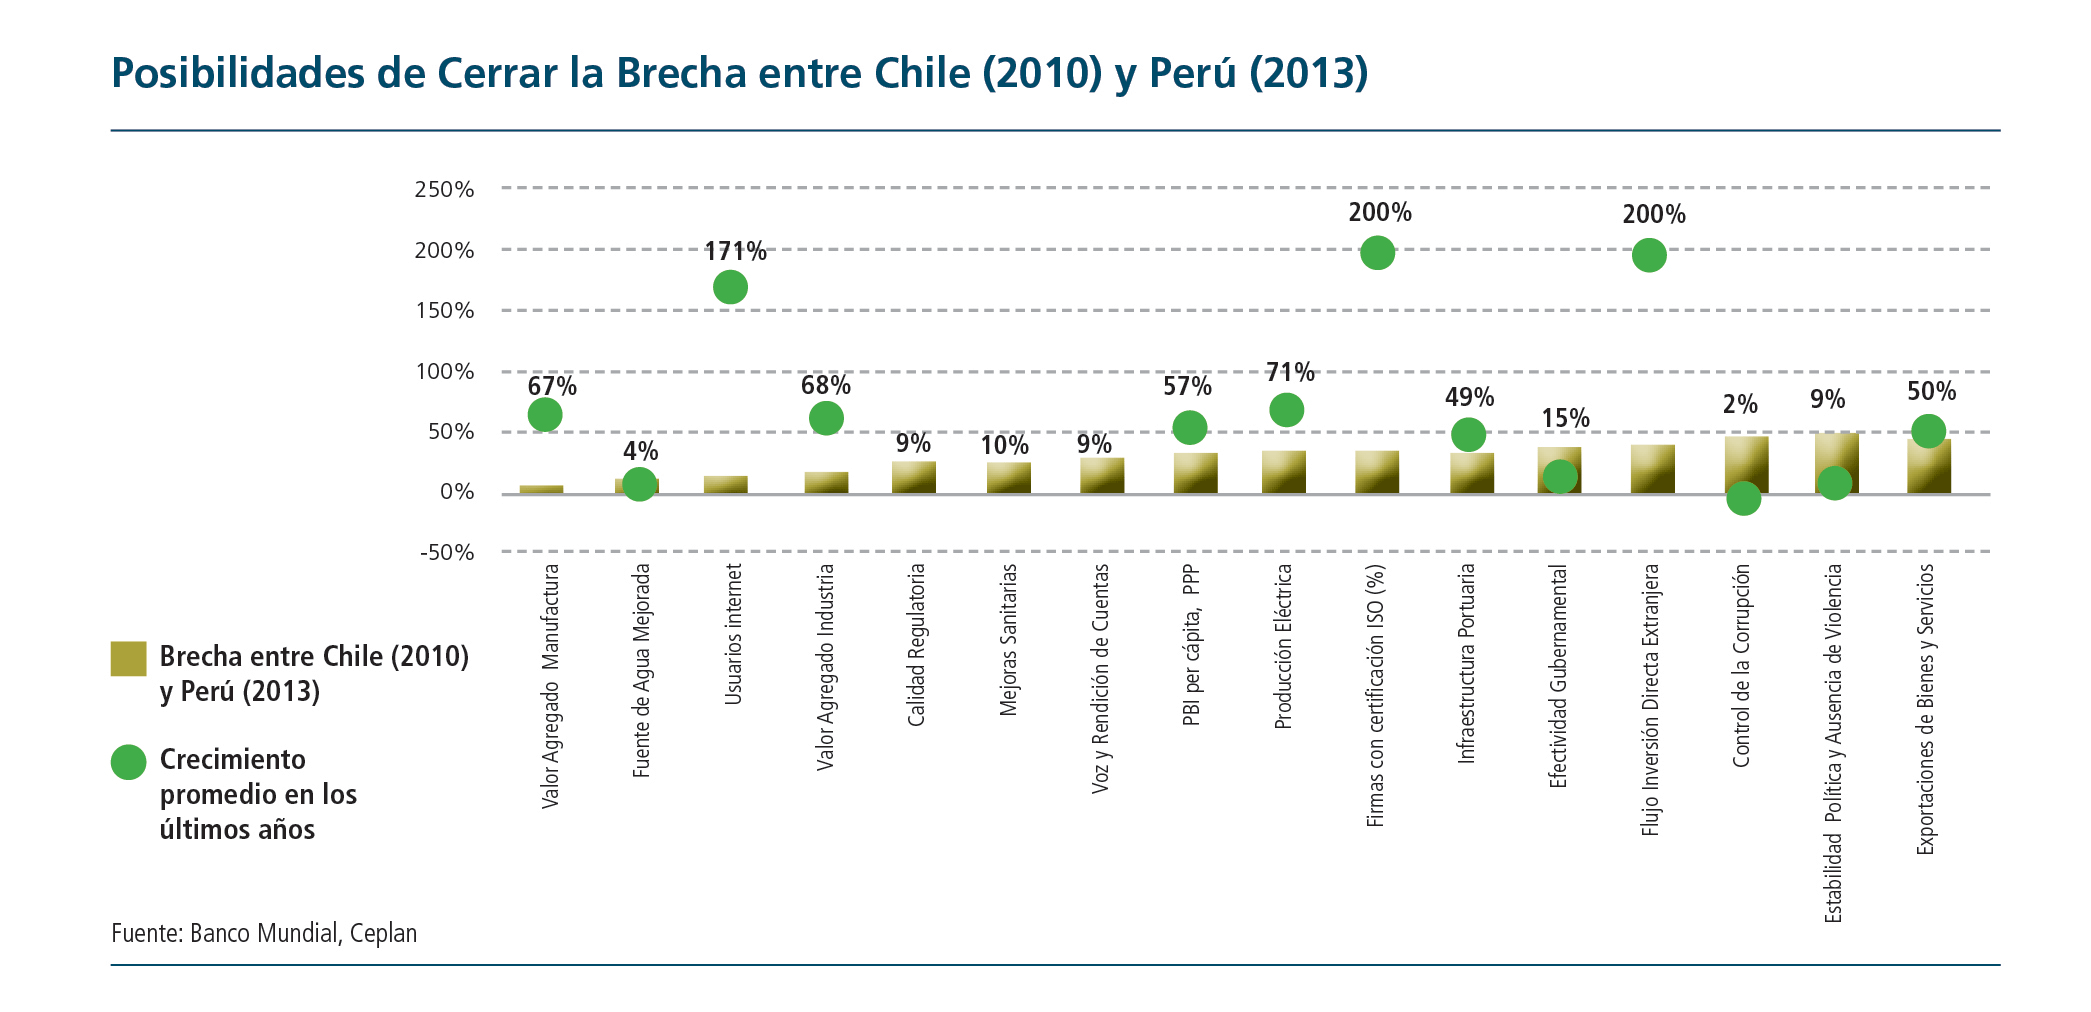 Posibilidades de Cerrar la Brecha entre Chile (2010) y Perú (2013)
250%
200%
150%
100%
50%
0%
-50%
67%
4%
171%
68%
9%
10%
9%
57%
71%
200%
49%
15%
200%
2%
9%
50%
Valor Agregado Manufactura
Fuente de Agua Mejorada
Usuarios internet
Valor Agregado Industria
Calidad Regulatoria
Mejoras Sanitarias
Voz y Rendición de Cuentas
PBI per cápita, PPP
Producción Eléctrica
Firmas con certificación ISO (%)
Infraestructura Portuaria
Efectividad Gubernamental
Flujo Inversión Directa Extranjera
Control de la Corrupción
Estabilidad Política y Ausencia de Violencia
Exportaciones de Bienes y Servicios
Brecha entre Chile (2010)
y Perú (2013)
Crecimiento
promedio en los
últimos años
Fuente: Banco Mundial, Ceplan